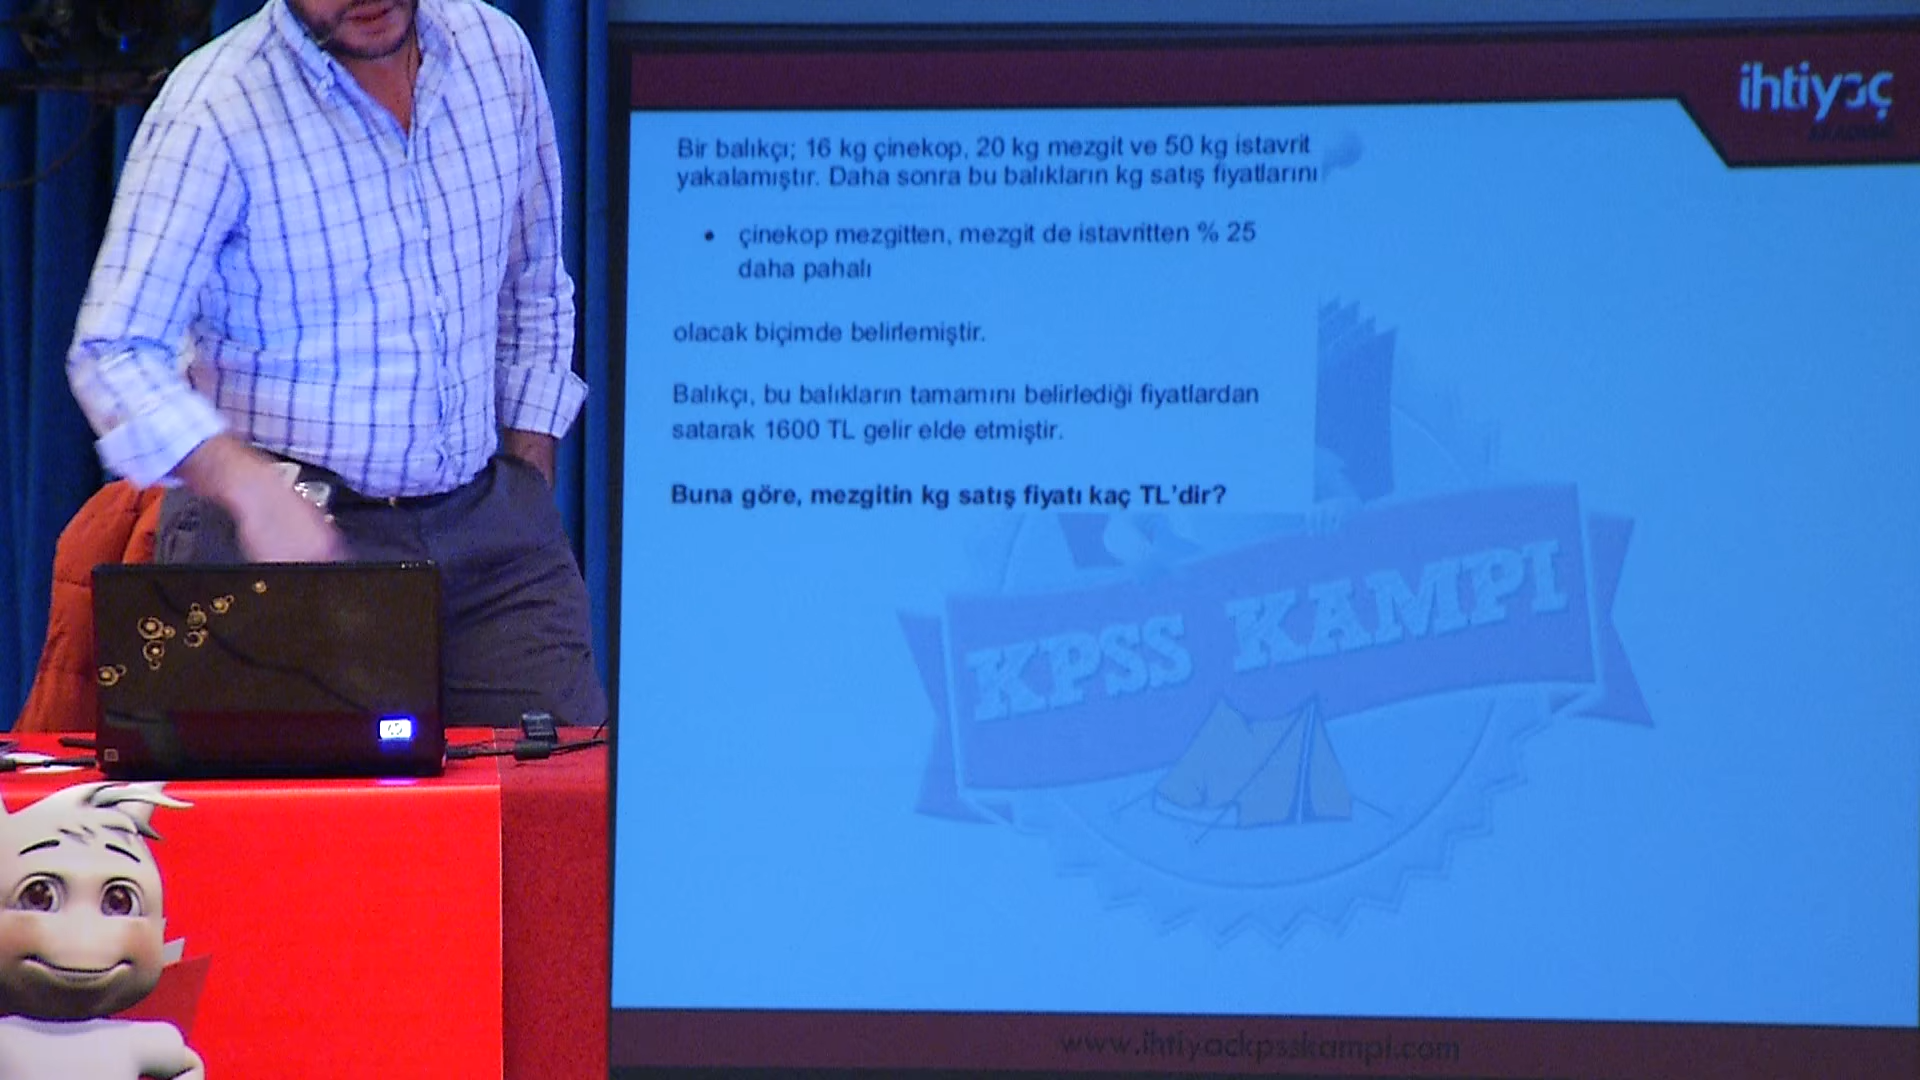 ihtiyaç
Bir balıkçı; 16 kg çinekop, 20 kg mezgit ve 50 kg istavrit
yakalamıştır. Daha sonra bu balıkların kg satış fiyatlarını
• çinekop mezgitten, mezgit de istavritten % 25
daha pahalı
olacak biçimde belirlemiştir.
Balıkçı, bu balıkların tamamını belirlediği fiyatlardan
satarak 1600 TL gelir elde etmiştir.
Buna göre, mezgitin kg satış fiyatı kaç TL'dir?
KPSS KAMPI
www.ihtiyackpsskampi.com